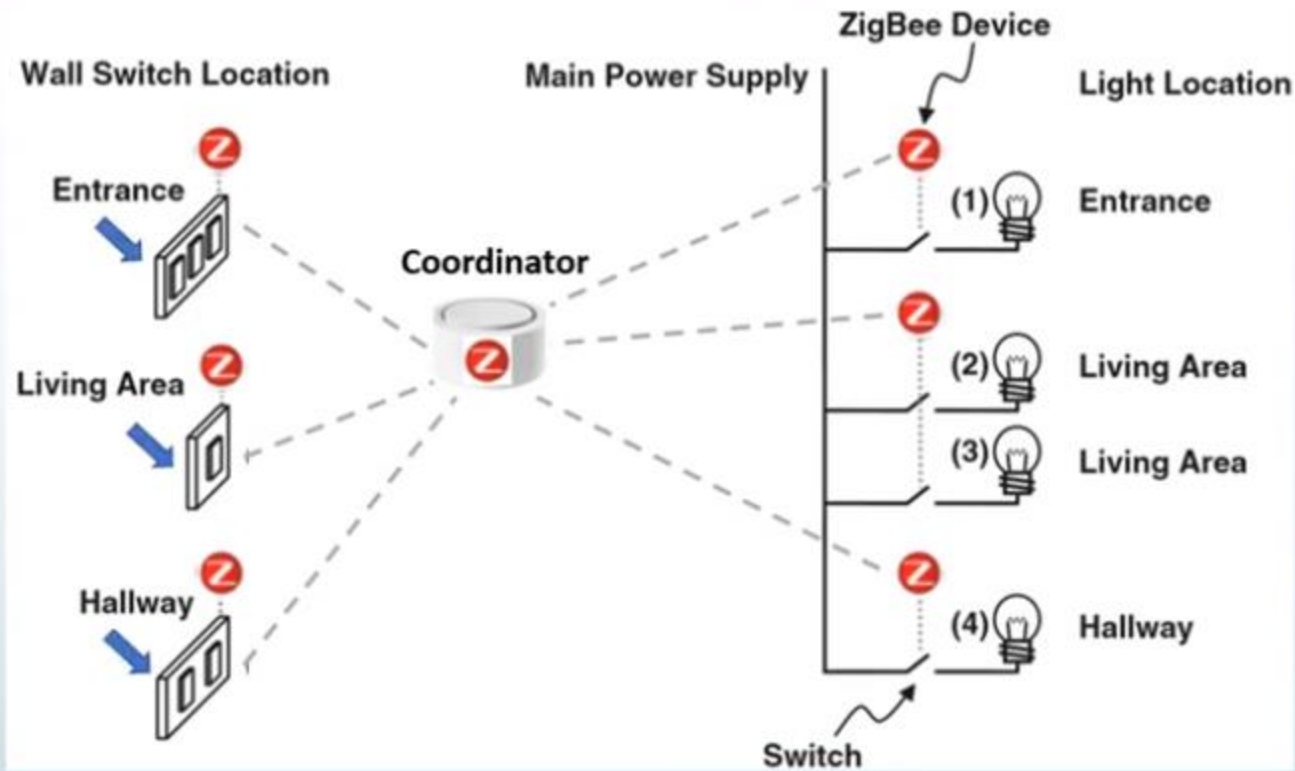 ZigBee Device
Wall Switch Location
Main Power Supply
Light Location
Z
Z
Entrance
(1)
Entrance
Coordinator
Z
Z
Z
Living Area
(2)
Living Area
(3)
Living Area
Z
Z
Hallway
(4)
Hallway
Switch